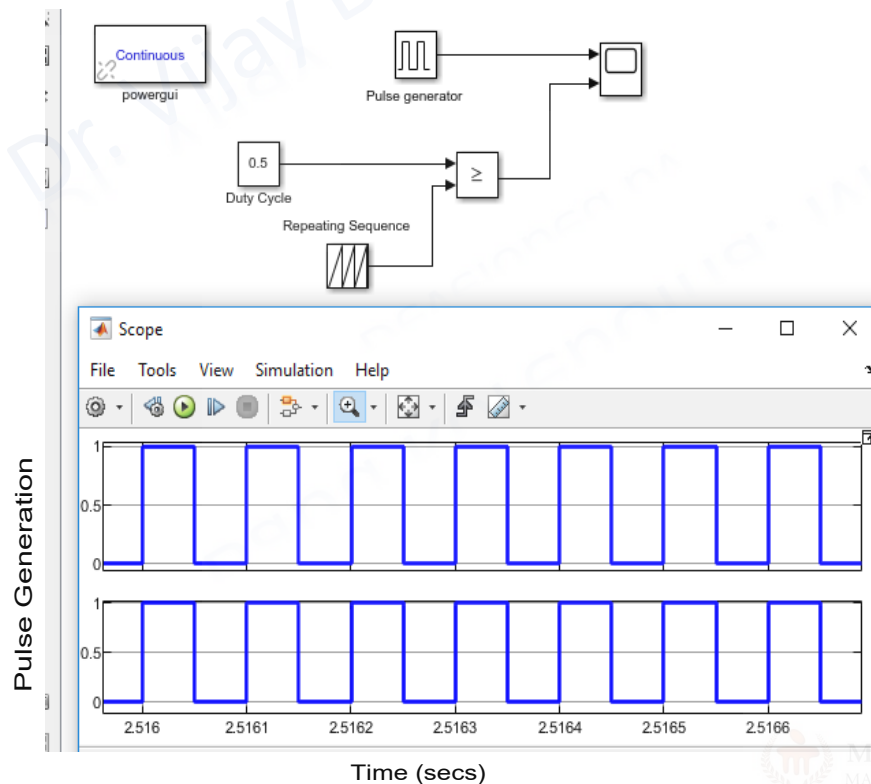 Continuous
powergui
Pulse generator
0.5
Duty Cycle
≥
Repeating Sequence
Scope
File Tools View Simulation Help
Pulse Generation
1
0.5
0
1
0.5
0
2.516 2.5161 2.5162 2.5163 2.5164 2.5165 2.5166
Time (secs)
Dr. Vijay